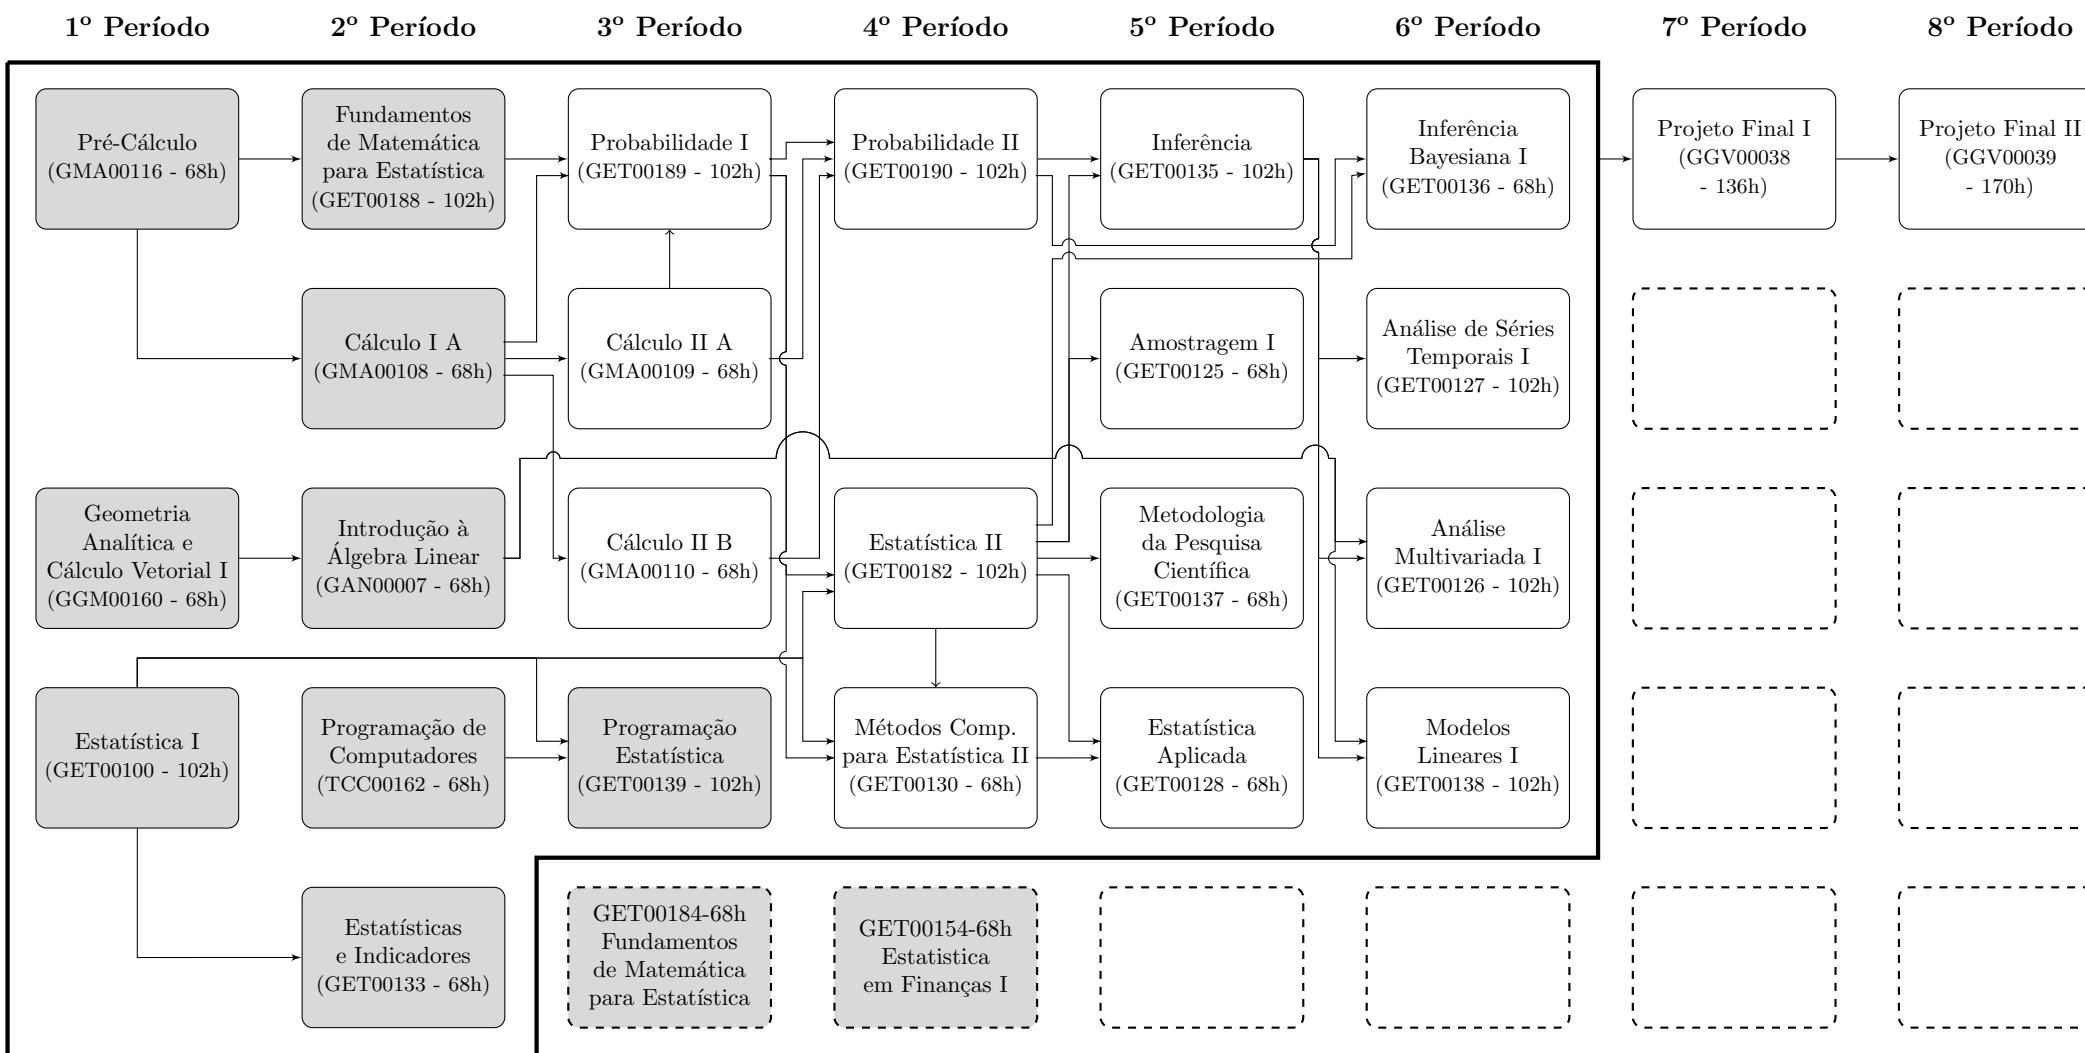 1º Período
2º Período
3º Período
4º Período
5º Período
6º Período
7º Período
8º Período
Pré-Cálculo
(GMA00116 - 68h)
Fundamentos
de Matemática
para Estatística
(GET00188 - 102h)
Probabilidade I
(GET00189 - 102h)
Probabilidade II
(GET00190 - 102h)
Inferência
(GET00135 - 102h)
Inferência
Bayesiana I
(GET00136 - 68h)
Projeto Final I
(GGV00038
- 136h)
Projeto Final II
(GGV00039
- 170h)
Cálculo I A
(GMA00108 - 68h)
Cálculo II A
(GMA00109 - 68h)
Amostragem I
(GET00125 - 68h)
Análise de Séries
Temporais I
(GET00127 - 102h)
Geometria
Analítica e
Cálculo Vetorial I
(GGM00160 - 68h)
Introdução à
Álgebra Linear
(GAN00007 - 68h)
Cálculo II B
(GMA00110 - 68h)
Estatística II
(GET00182 - 102h)
Metodologia
da Pesquisa
Científica
(GET00137 - 68h)
Análise
Multivariada I
(GET00126 - 102h)
Estatística I
(GET00100 - 102h)
Programação de
Computadores
(TCC00162 - 68h)
Programação
Estatística
(GET00139 - 102h)
Métodos Comp.
para Estatística II
(GET00130 - 68h)
Estatística
Aplicada
(GET00128 - 68h)
Modelos
Lineares I
(GET00138 - 102h)
Estatísticas
e Indicadores
(GET00133 - 68h)
GET00184-68h
Fundamentos
de Matemática
para Estatística
GET00154-68h
Estatistica
em Finanças I